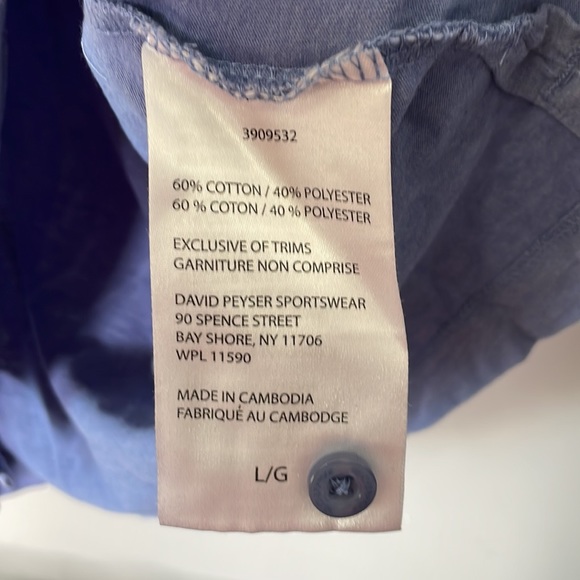 3909532
60% COTTON / 40% POLYESTER
60 % COTON / 40 % POLYESTER
EXCLUSIVE OF TRIMS
GARNITURE NON COMPRISE
DAVID PEYSER SPORTSWEAR
90 SPENCE STREET
BAY SHORE, NY 11706
WPL 11590
MADE IN CAMBODIA
FABRIQUÉ AU CAMBODGE
L/G